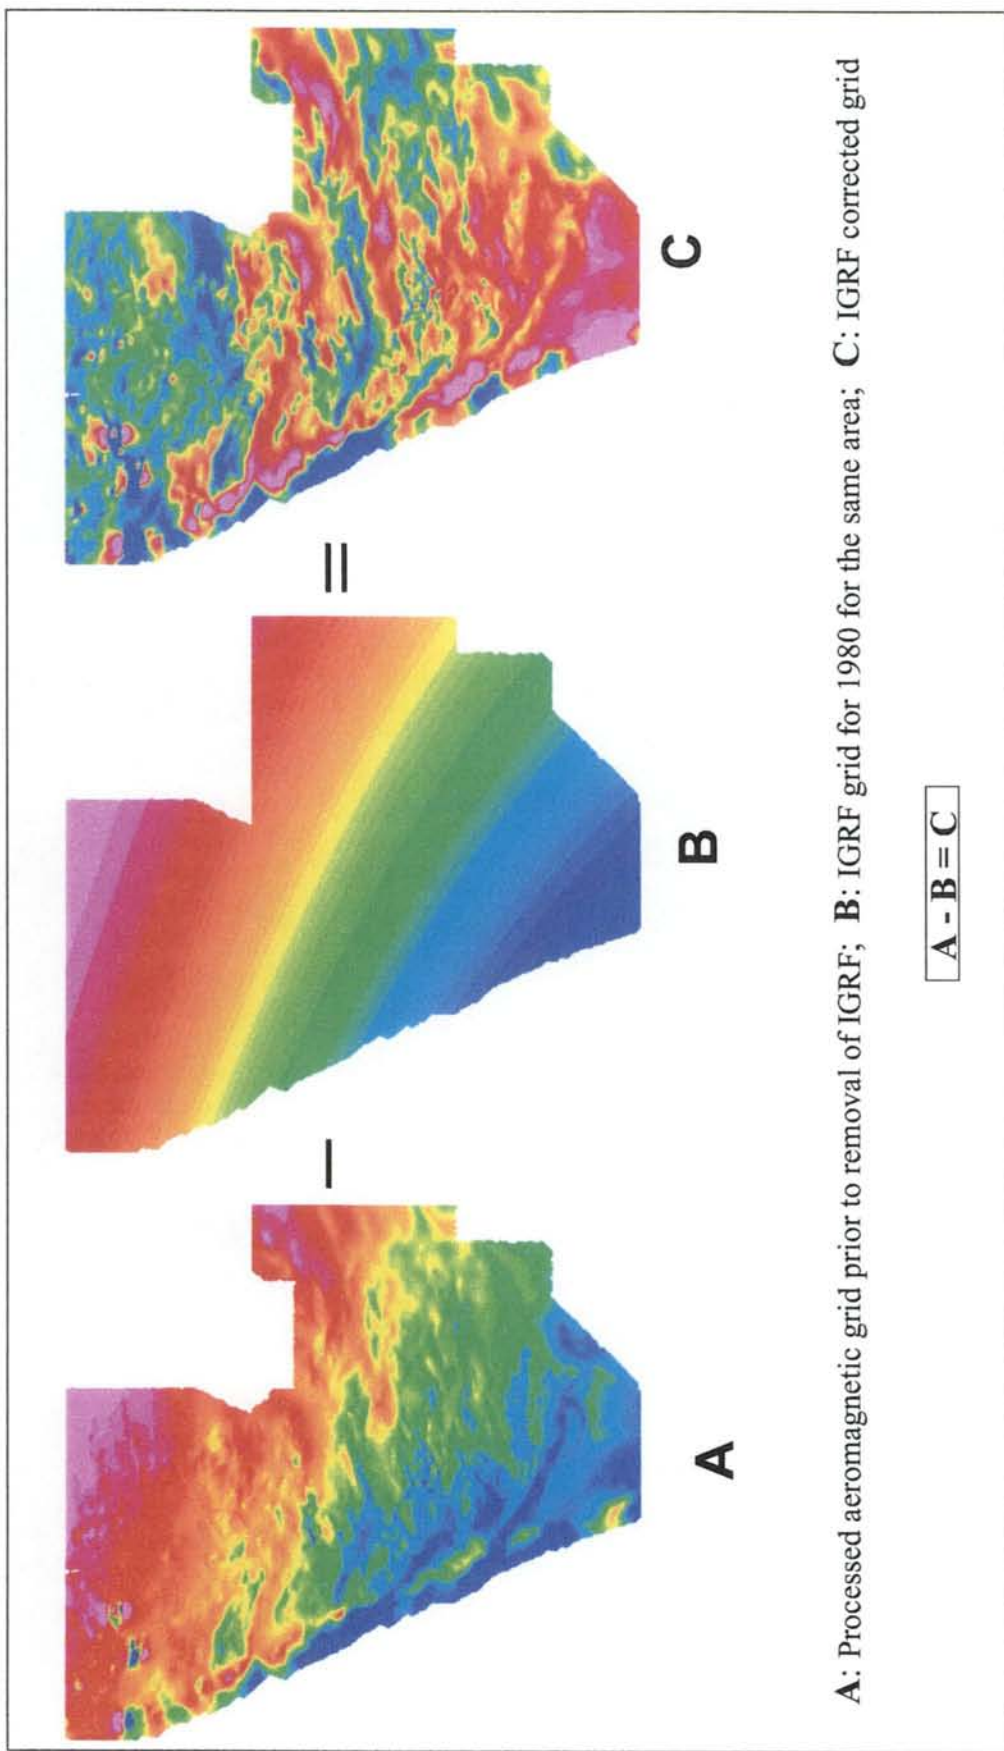 A
−
B
=
C
A: Processed aeromagnetic grid prior to removal of IGRF; B: IGRF grid for 1980 for the same area; C: IGRF corrected grid
A - B = C